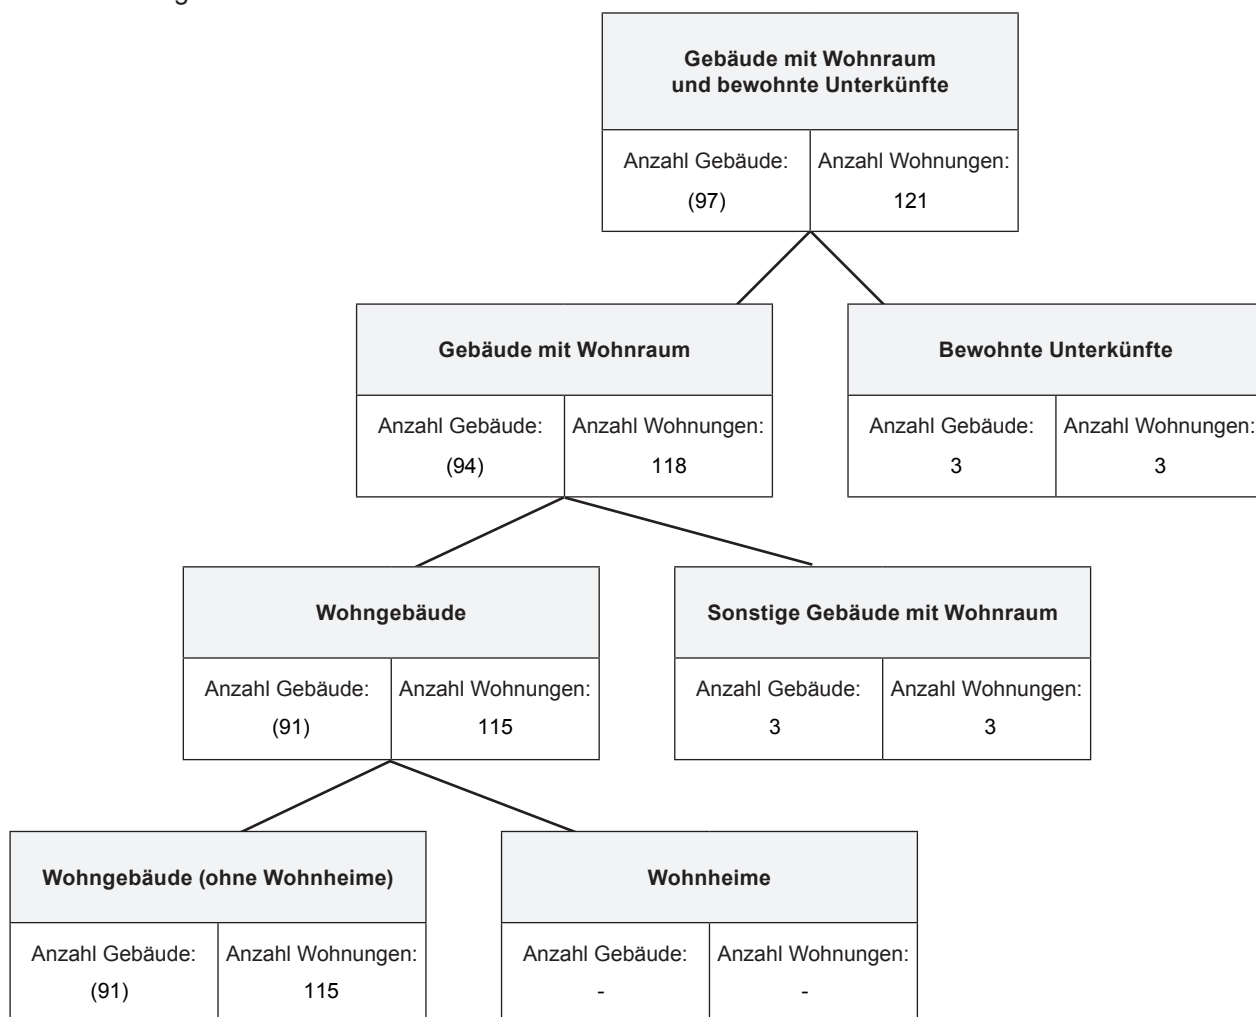 Gebäude mit Wohnraum
und bewohnte Unterkünfte
Anzahl Gebäude: Anzahl Wohnungen:
(97) 121
Gebäude mit Wohnraum Bewohnte Unterkünfte
Anzahl Gebäude: Anzahl Wohnungen: Anzahl Gebäude: Anzahl Wohnungen:
(94) 118 3 3
Wohngebäude Sonstige Gebäude mit Wohnraum
Anzahl Gebäude: Anzahl Wohnungen: Anzahl Gebäude: Anzahl Wohnungen:
(91) 115 3 3
Wohngebäude (ohne Wohnheime) Wohnheime
Anzahl Gebäude: Anzahl Wohnungen: Anzahl Gebäude: Anzahl Wohnungen:
(91) 115 - -